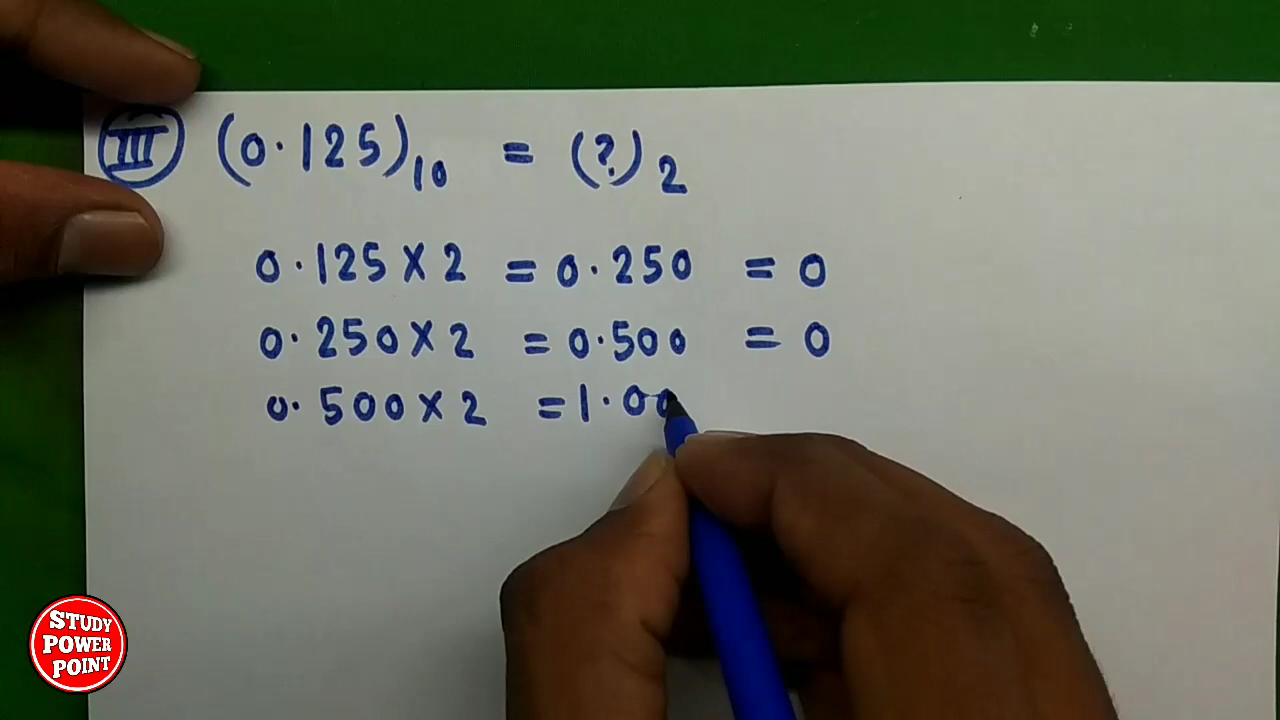 III (0.125)10 = (?)2
0.125 × 2 = 0.250 = 0
0.250 × 2 = 0.500 = 0
0.500 × 2 = 1.00
STUDY
POWER
POINT